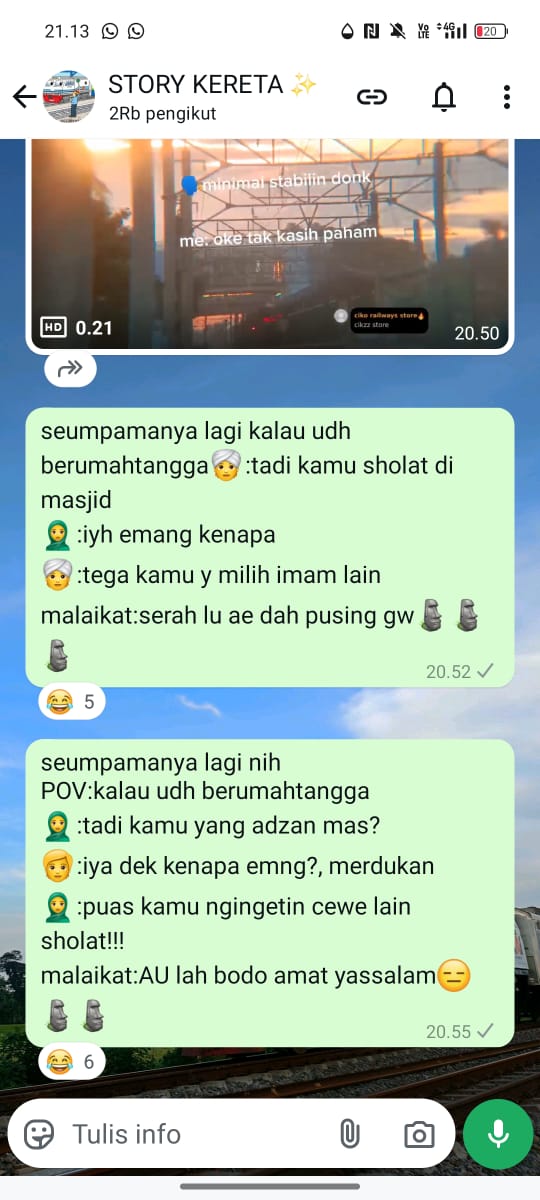 21.13
VO LTE 4G 20
STORY KERETA ✨
2Rb pengikut
🗣️minimal stabilin donk
me: oke tak kasih paham
ciko railways store🔥
cikzz store
HD 0.21
20.50
seumpamanya lagi kalau udh
berumahtangga👳:tadi kamu sholat di
masjid
🧕:iyh emang kenapa
👳:tega kamu y milih imam lain
malaikat:serah lu ae dah pusing gw🗿🗿
🗿
20.52
😂 5
seumpamanya lagi nih
POV:kalau udh berumahtangga
🧕:tadi kamu yang adzan mas?
👱:iya dek kenapa emng?, merdukan
🧕:puas kamu ngingetin cewe lain
sholat!!!
malaikat:AU lah bodo amat yassalam😑
🗿🗿
20.55
😂 6
Tulis info